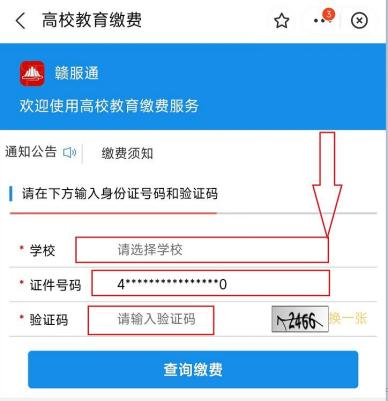 高校教育缴费
3
赣服通
欢迎使用高校教育缴费服务
通知公告 缴费须知
请在下方输入身份证号码和验证码
* 学校 请选择学校
* 证件号码 4****************0
* 验证码 请输入验证码 2466 换一张
查询缴费